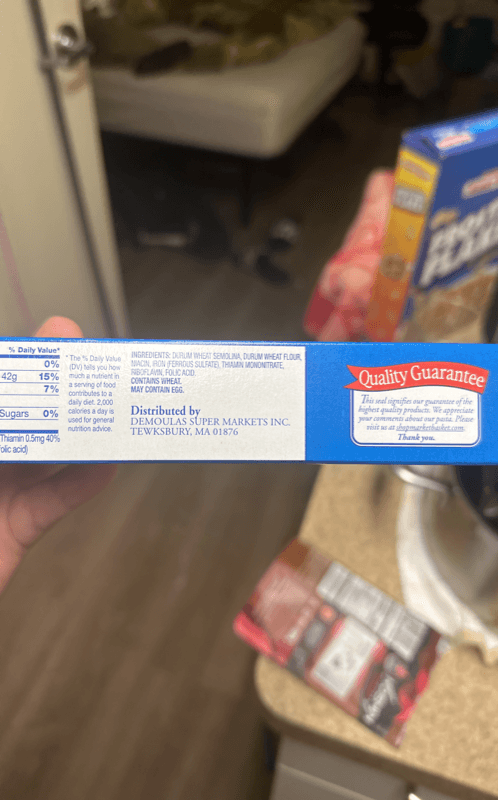 % Daily Value*
0%
42g 15%
7%
Sugars 0%
Thiamin 0.5mg 40%
olic acid)
*The % Daily Value
(DV) tells you how
much a nutrient in
a serving of food
contributes to a
daily diet. 2,000
calories a day is
used for general
nutrition advice.
INGREDIENTS: DURUM WHEAT SEMOLINA, DURUM WHEAT FLOUR,
NIACIN, IRON (FERROUS SULFATE), THIAMIN MONONITRATE,
RIBOFLAVIN, FOLIC ACID.
CONTAINS WHEAT.
MAY CONTAIN EGG.
Distributed by
DEMOULAS SUPER MARKETS INC.
TEWKSBURY, MA 01876
Quality Guarantee
This seal signifies our guarantee of the
highest quality products. We appreciate
your comments about our pasta. Please
visit us at shopmarketbasket.com.
Thank you.